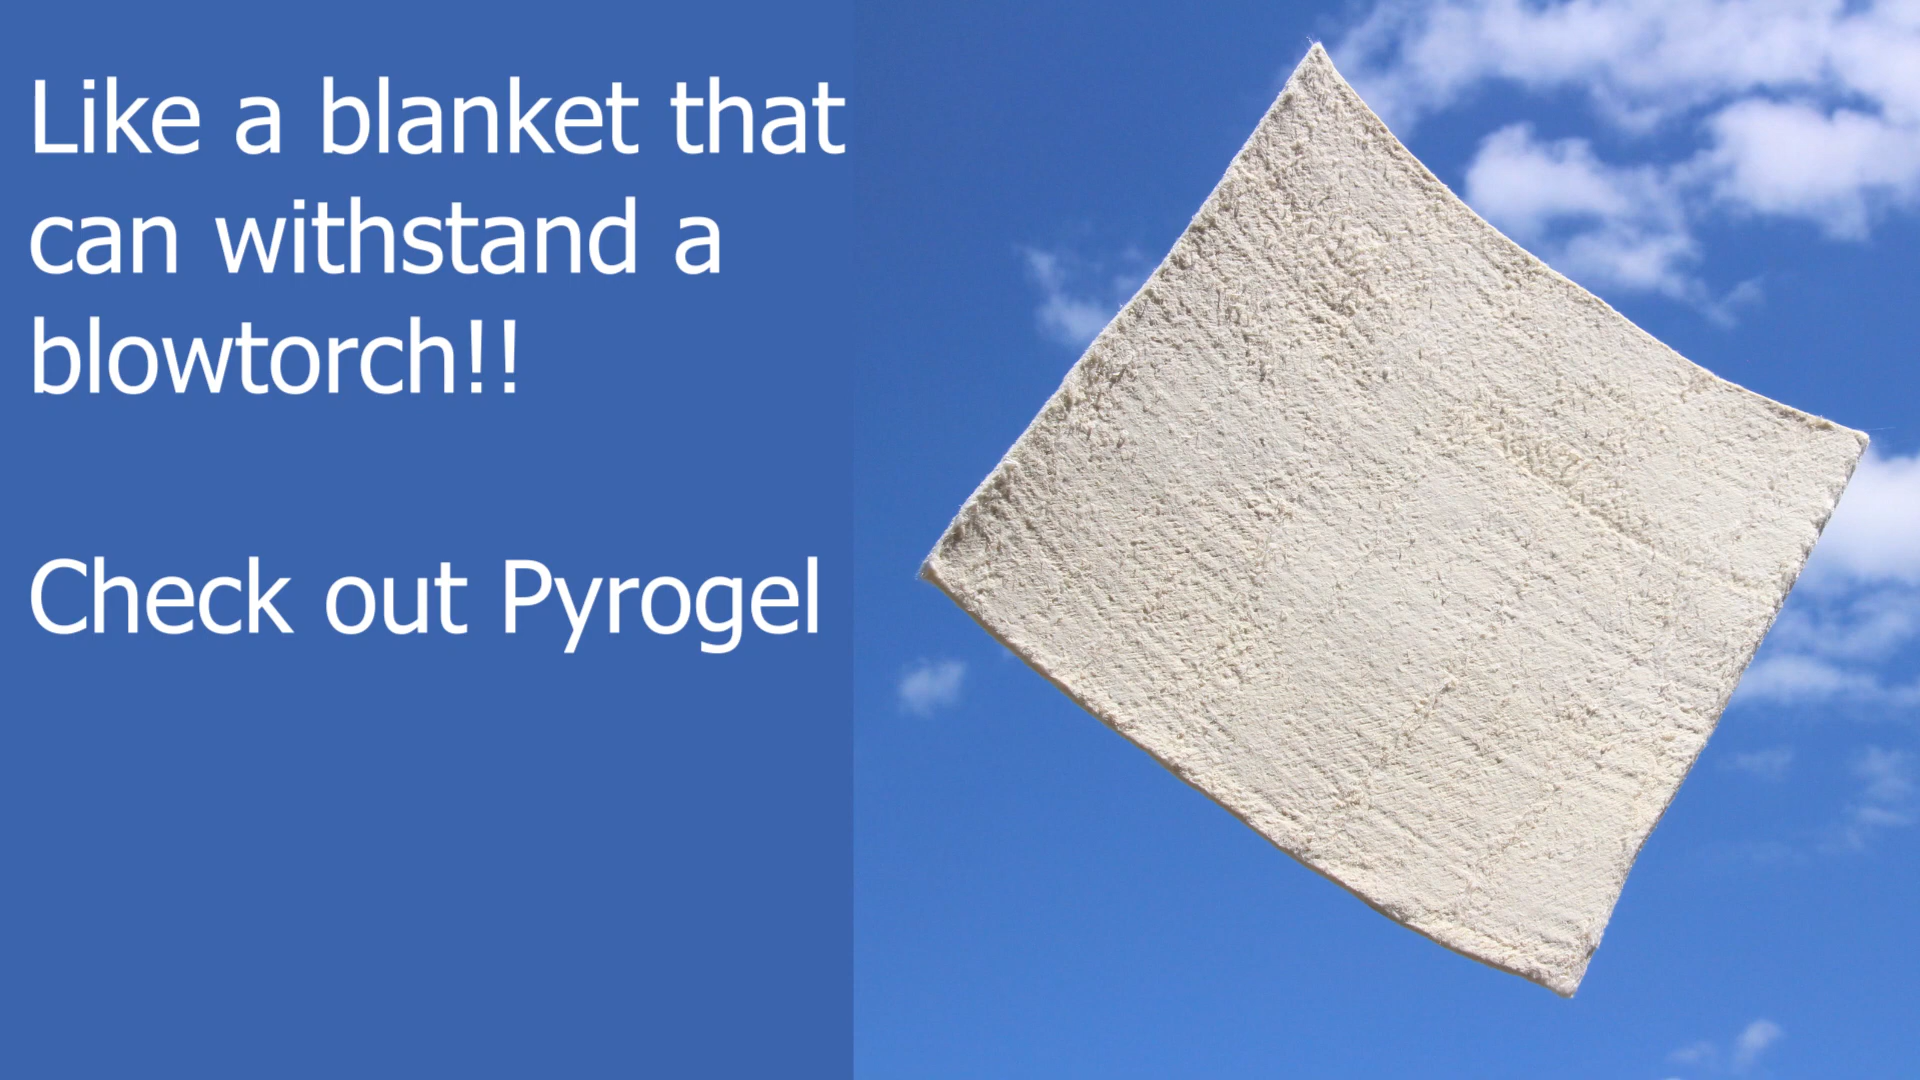 Like a blanket that
can withstand a
blowtorch!!
Check out Pyrogel